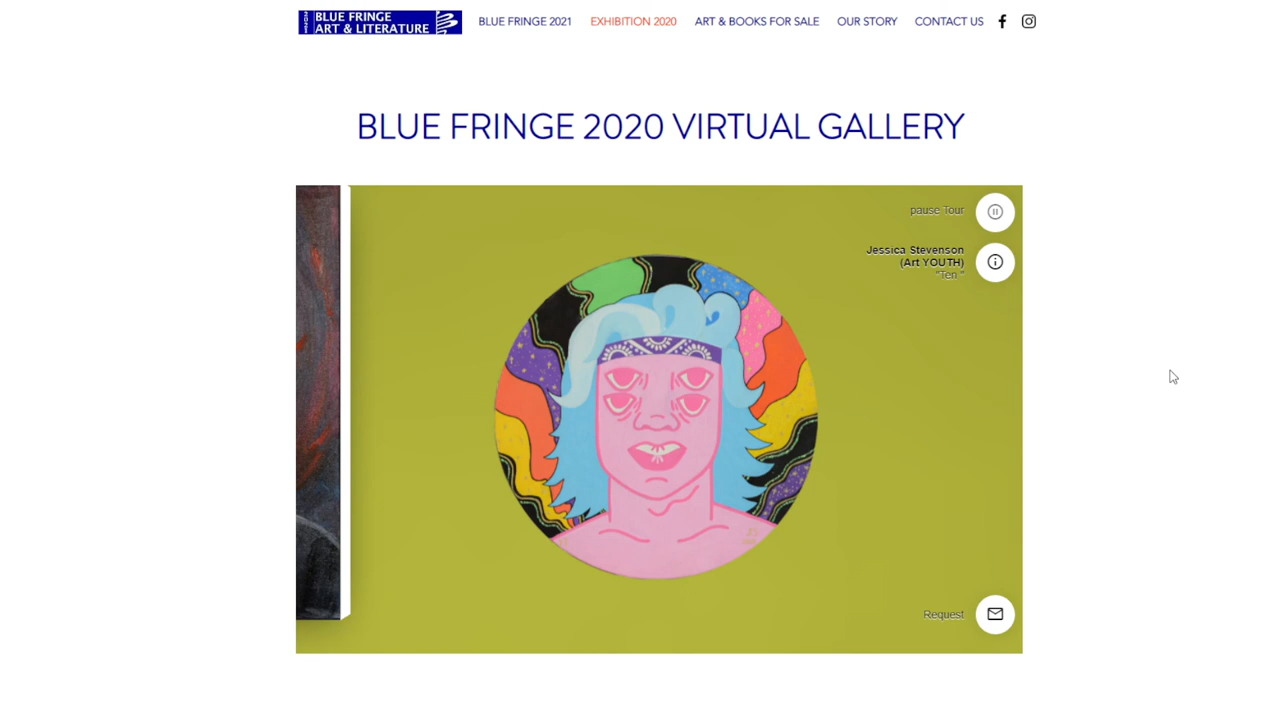 2021
BLUE FRINGE
ART & LITERATURE
BLUE FRINGE 2021 EXHIBITION 2020 ART & BOOKS FOR SALE OUR STORY CONTACT US
BLUE FRINGE 2020 VIRTUAL GALLERY
pause Tour
Jessica Stevenson
(Art YOUTH)
"Ten "
Request